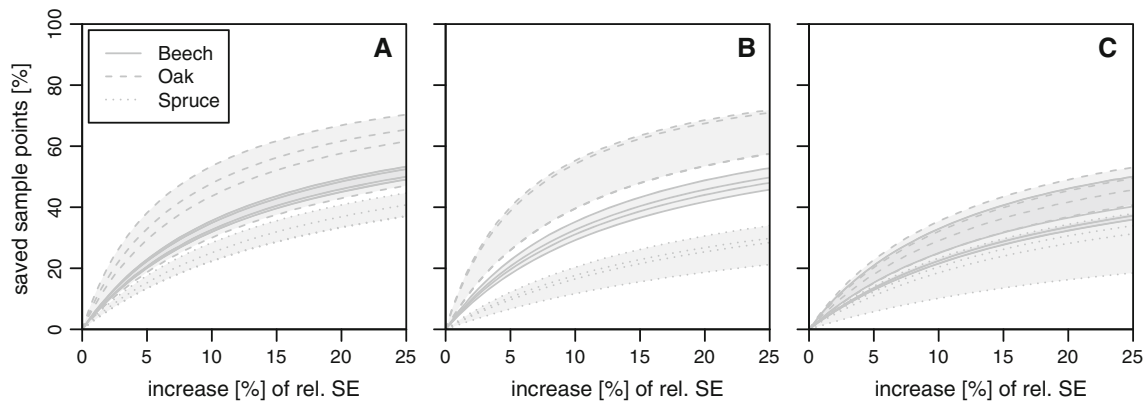 saved sample points [%]
0 20 40 60 80 100
Beech
Oak
Spruce
A
B
C
0 5 10 15 20 25
0 5 10 15 20 25
0 5 10 15 20 25
increase [%] of rel. SE
increase [%] of rel. SE
increase [%] of rel. SE